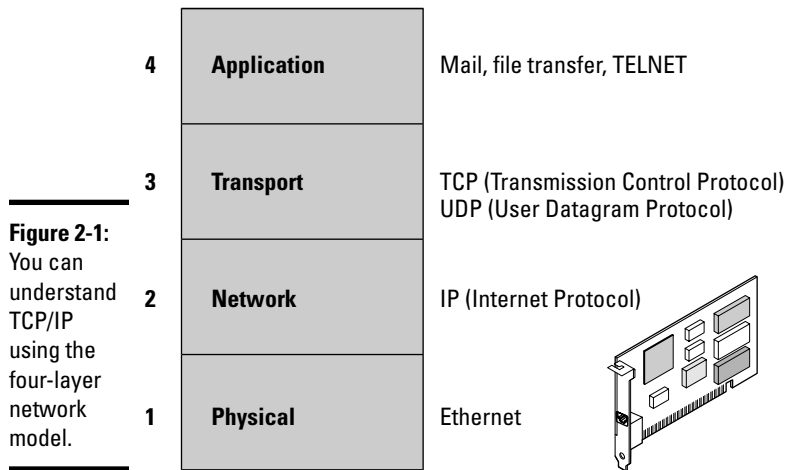 4 Application Mail, file transfer, TELNET
3 Transport TCP (Transmission Control Protocol)
UDP (User Datagram Protocol)
2 Network IP (Internet Protocol)
1 Physical Ethernet
Figure 2-1:
You can
understand
TCP/IP
using the
four-layer
network
model.